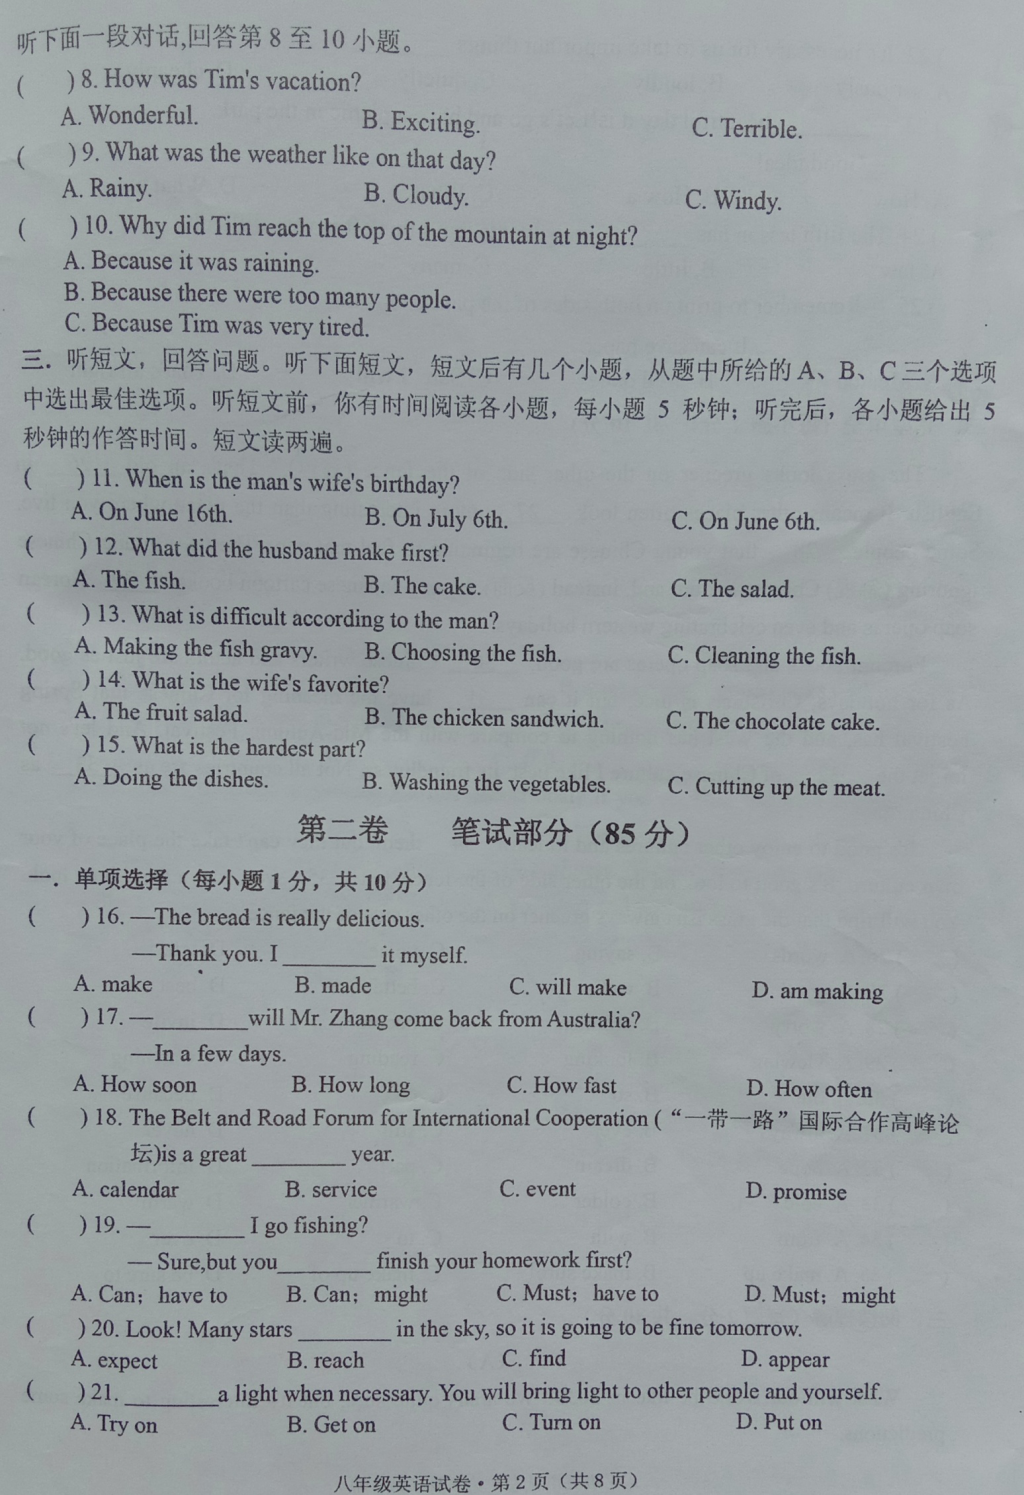 听下面一段对话,回答第 8 至 10 小题。
(    ) 8. How was Tim's vacation?
A. Wonderful.    B. Exciting.    C. Terrible.
(    ) 9. What was the weather like on that day?
A. Rainy.    B. Cloudy.    C. Windy.
(    ) 10. Why did Tim reach the top of the mountain at night?
A. Because it was raining.
B. Because there were too many people.
C. Because Tim was very tired.
三．听短文，回答问题。听下面短文，短文后有几个小题，从题中所给的 A、B、C 三个选项
中选出最佳选项。听短文前，你有时间阅读各小题，每小题 5 秒钟；听完后，各小题给出 5
秒钟的作答时间。短文读两遍。
(    ) 11. When is the man's wife's birthday?
A. On June 16th.    B. On July 6th.    C. On June 6th.
(    ) 12. What did the husband make first?
A. The fish.    B. The cake.    C. The salad.
(    ) 13. What is difficult according to the man?
A. Making the fish gravy.    B. Choosing the fish.    C. Cleaning the fish.
(    ) 14. What is the wife's favorite?
A. The fruit salad.    B. The chicken sandwich.    C. The chocolate cake.
(    ) 15. What is the hardest part?
A. Doing the dishes.    B. Washing the vegetables.    C. Cutting up the meat.
第二卷    笔试部分（85 分）
一．单项选择（每小题 1 分，共 10 分）
(    ) 16. —The bread is really delicious.
—Thank you. I ________ it myself.
A. make    B. made    C. will make    D. am making
(    ) 17. —________will Mr. Zhang come back from Australia?
—In a few days.
A. How soon    B. How long    C. How fast    D. How often
(    ) 18. The Belt and Road Forum for International Cooperation (“一带一路”国际合作高峰论
坛)is a great ________ year.
A. calendar    B. service    C. event    D. promise
(    ) 19. —________ I go fishing?
— Sure,but you________ finish your homework first?
A. Can；have to    B. Can；might    C. Must；have to    D. Must；might
(    ) 20. Look! Many stars ________ in the sky, so it is going to be fine tomorrow.
A. expect    B. reach    C. find    D. appear
(    ) 21. ________a light when necessary. You will bring light to other people and yourself.
A. Try on    B. Get on    C. Turn on    D. Put on
八年级英语试卷·第 2 页（共 8 页）